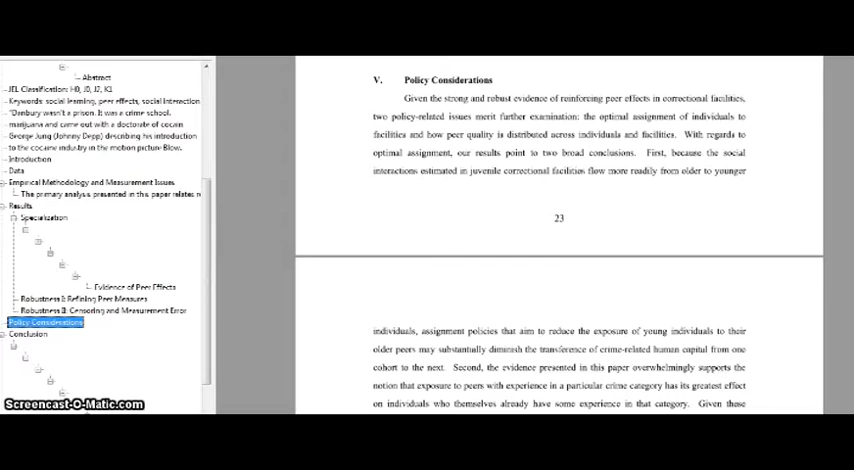 Abstract
JEL Classification: H0, J0, J2, K1
Keywords: social learning, peer effects, social interaction
"Danbury wasn't a prison. It was a crime school.
marijuana and came out with a doctorate of cocain
George Jung (Johnny Depp) describing his introduction
to the cocaine industry in the motion picture Blow.
Introduction
Data
Empirical Methodology and Measurement Issues
The primary analysis presented in this paper relates r
Results
Specialization
Evidence of Peer Effects
Robustness I: Refining Peer Measures
Robustness II: Censoring and Measurement Error
Policy Considerations
Conclusion
Screencast-O-Matic.com
V. Policy Considerations
Given the strong and robust evidence of reinforcing peer effects in correctional facilities,
two policy-related issues merit further examination: the optimal assignment of individuals to
facilities and how peer quality is distributed across individuals and facilities. With regards to
optimal assignment, our results point to two broad conclusions. First, because the social
interactions estimated in juvenile correctional facilities flow more readily from older to younger
23
individuals, assignment policies that aim to reduce the exposure of young individuals to their
older peers may substantially diminish the transference of crime-related human capital from one
cohort to the next. Second, the evidence presented in this paper overwhelmingly supports the
notion that exposure to peers with experience in a particular crime category has its greatest effect
on individuals who themselves already have some experience in that category. Given these